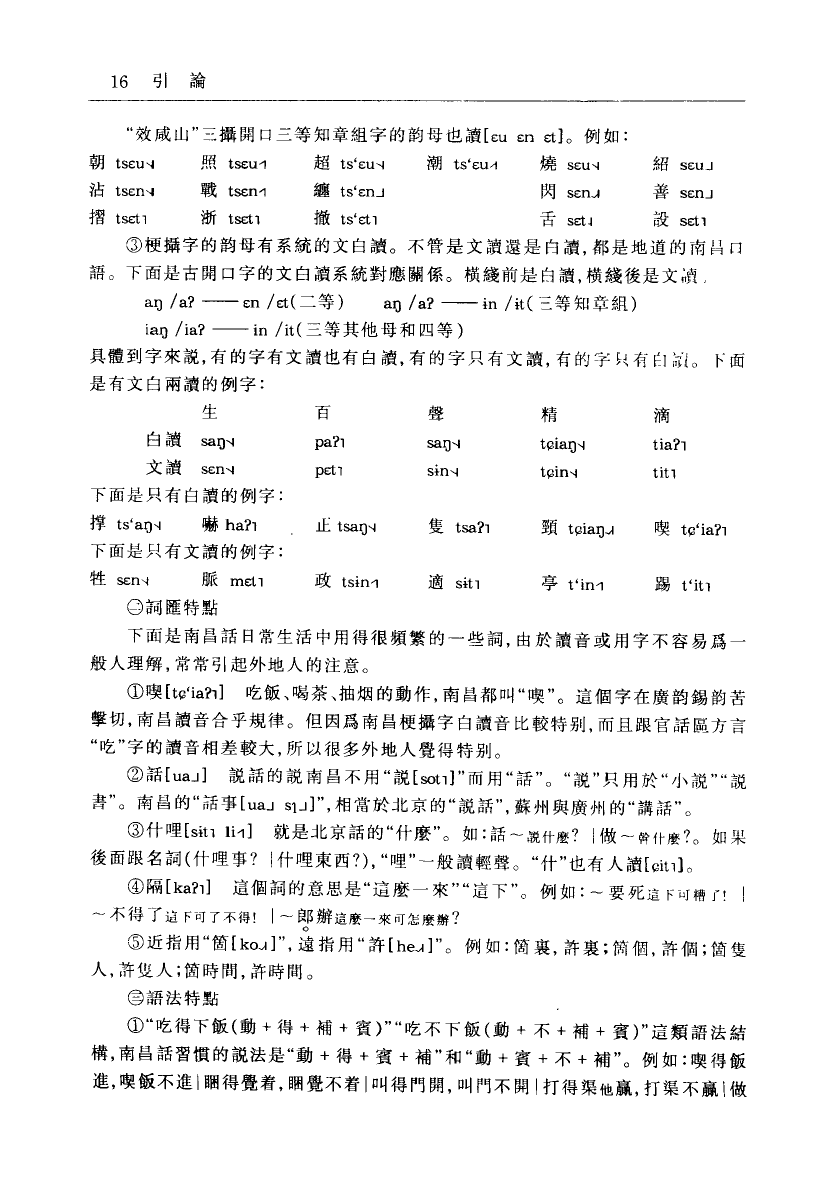 16 引 論
“效咸山”三攝開口三等知章組字的韵母也讀[ɛu ɛn ɛt]。例如：
朝 tsɛu˧˩ 照 tsɛu˧˥ 超 ts‘ɛu˧˩ 潮 ts‘ɛu˧˥ 燒 sɛu˧˩ 紹 sɛu˩
沾 tsɛn˧˩ 戰 tsɛn˧˥ 纏 ts‘ɛn˩ 閃 sɛn 善 sɛn˩
摺 tsɛt˥ 浙 tsɛt˥ 撤 ts‘ɛt˥ 舌 sɛt 設 sɛt˥
③梗攝字的韵母有系統的文白讀。不管是文讀還是白讀，都是地道的南昌口
語。下面是古開口字的文白讀系統對應關係。橫綫前是白讀，橫綫後是文讀.
aŋ /aʔ —— ɛn /ɛt(二等) aŋ /aʔ —— ɨn /ɨt(三等知章組)
iaŋ /iaʔ —— in /it(三等其他母和四等)
具體到字來説，有的字有文讀也有白讀，有的字只有文讀，有的字只有白讀。下面
是有文白兩讀的例字：
生 百 聲 精 滴
白讀 saŋ˧˩ paʔ˥ saŋ˧˩ tɕiaŋ˧˩ tiaʔ˥
文讀 sɛn˧˩ pɛt˥ sɨn˧˩ tɕin˧˩ tit˥
下面是只有白讀的例字：
撑 ts‘aŋ˧˩ 嚇 haʔ˥ 正 tsaŋ˧˩ 隻 tsaʔ˥ 頸 tɕiaŋ 喫 tɕ‘iaʔ˥
下面是只有文讀的例字：
牲 sɛn˧˩ 脈 mɛt˥ 政 tsɨn˧˥ 適 sɨt˥ 亭 t‘in˧˥ 踢 t‘it˥
㊁詞匯特點
下面是南昌話日常生活中用得很頻繁的一些詞，由於讀音或用字不容易爲一
般人理解，常常引起外地人的注意。
①喫[tɕ‘iaʔ˥] 吃飯、喝茶、抽烟的動作，南昌都叫“喫”。這個字在廣韵錫韵苦
擊切，南昌讀音合乎規律。但因爲南昌梗攝字白讀音比較特别，而且跟官話區方言
“吃”字的讀音相差較大，所以很多外地人覺得特别。
②話[ua˩] 説話的説南昌不用“説[sot˥]”而用“話”。“説”只用於“小説”“説
書”。南昌的“話事[ua˩ sɿ˩]”，相當於北京的“説話”，蘇州與廣州的“講話”。
③什哩[sɨt˥ li˧˥] 就是北京話的“什麽”。如：話～説什麽？|做～幹什麽？。如果
後面跟名詞(什哩事？|什哩東西？)，“哩”一般讀輕聲。“什”也有人讀[ɕit˥]。
④隔[kaʔ˥] 這個詞的意思是“這麽一來”“這下”。例如：～要死這下可糟了！|
～不得了這下可了不得！|～郎辦這麽一來可怎麽辦？
⑤近指用“箇[ko]”，遠指用“許[he]”。例如：箇裏，許裏；箇個，許個；箇隻
人，許隻人；箇時間，許時間。
㊂語法特點
①“吃得下飯(動＋得＋補＋賓)”“吃不下飯(動＋不＋補＋賓)”這類語法結
構，南昌話習慣的説法是“動＋得＋賓＋補”和“動＋賓＋不＋補”。例如：喫得飯
進，喫飯不進|睏得覺着，睏覺不着|叫得門開，叫門不開|打得渠他贏，打渠不贏|做